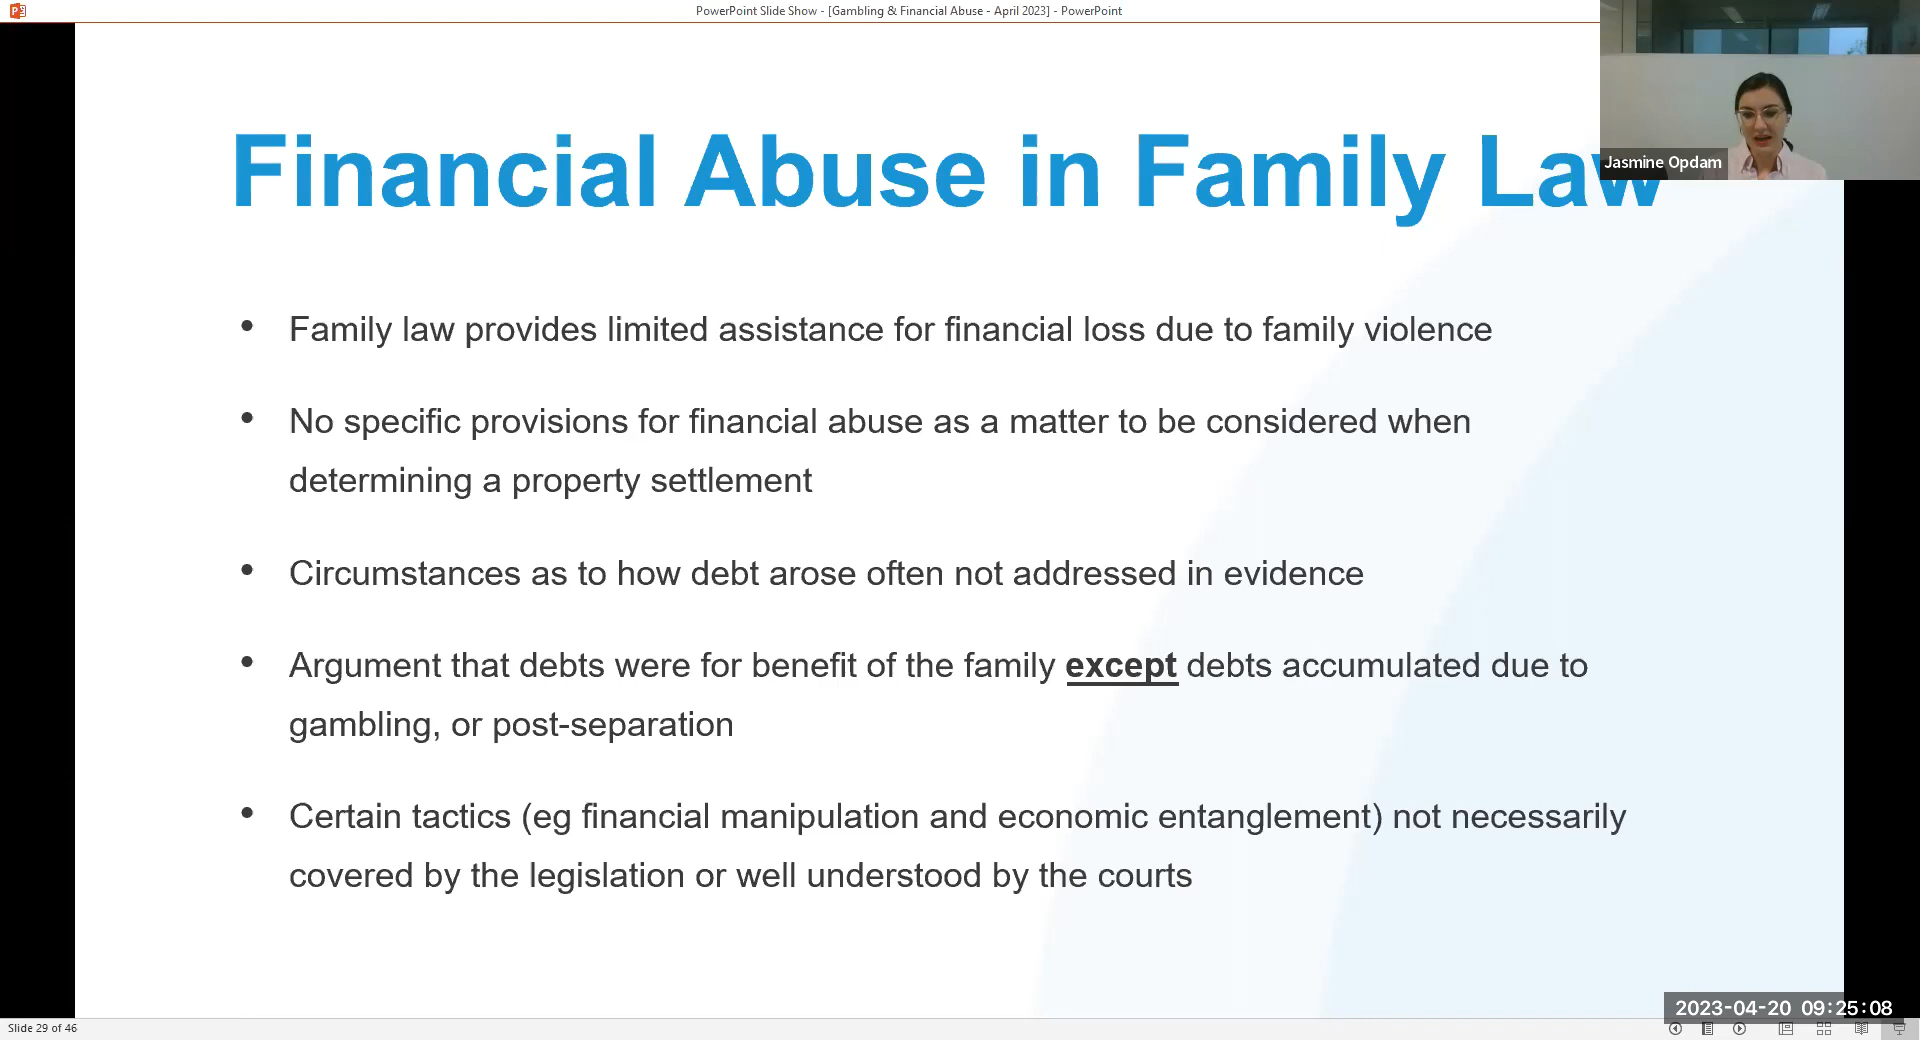 PowerPoint Slide Show - [Gambling & Financial Abuse - April 2023] - PowerPoint
Financial Abuse in Family Law
Jasmine Opdam
• Family law provides limited assistance for financial loss due to family violence
• No specific provisions for financial abuse as a matter to be considered when
determining a property settlement
• Circumstances as to how debt arose often not addressed in evidence
• Argument that debts were for benefit of the family except debts accumulated due to
gambling, or post-separation
• Certain tactics (eg financial manipulation and economic entanglement) not necessarily
covered by the legislation or well understood by the courts
2023-04-20 09:25:08
Slide 29 of 46